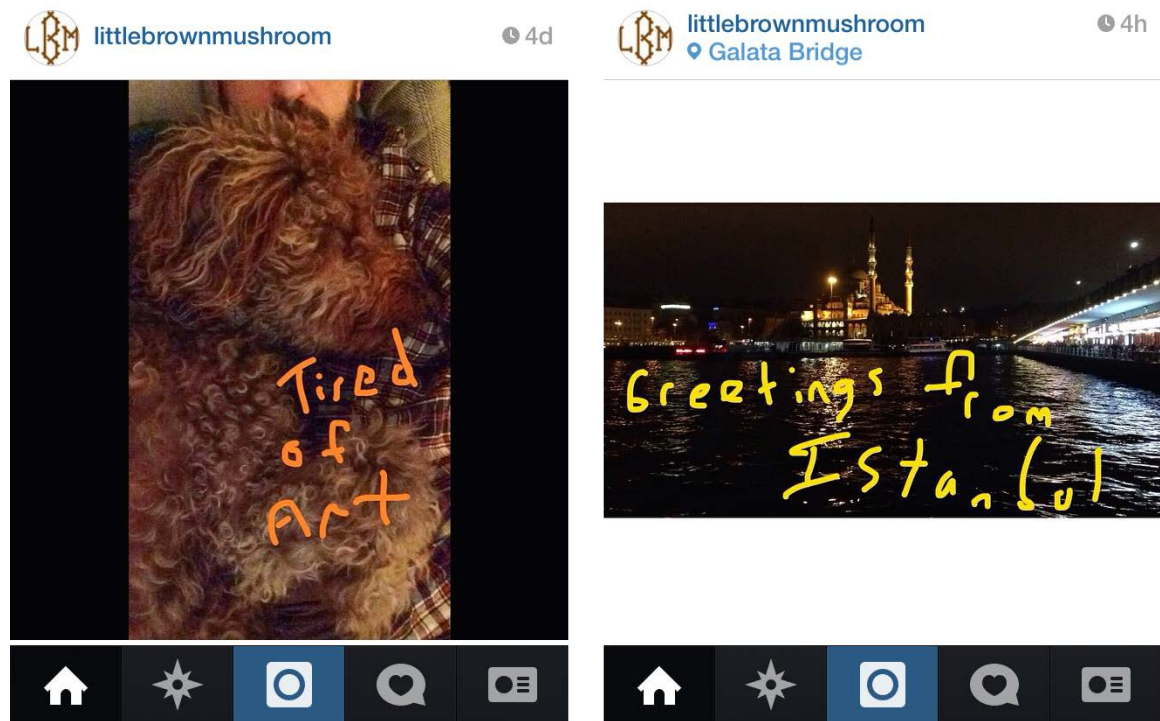 LBM littlebrownmushroom 4d
Tired
of
Art
LBM littlebrownmushroom 4h
Galata Bridge
Greetings from
Istanbul